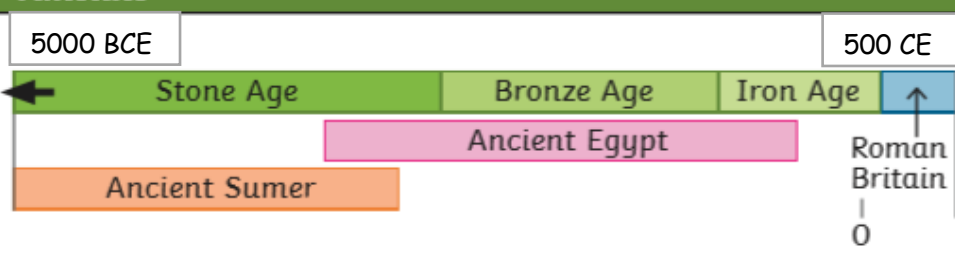 5000 BCE
500 CE
Stone Age
Bronze Age
Iron Age
Ancient Egypt
Roman
Britain
Ancient Sumer
0